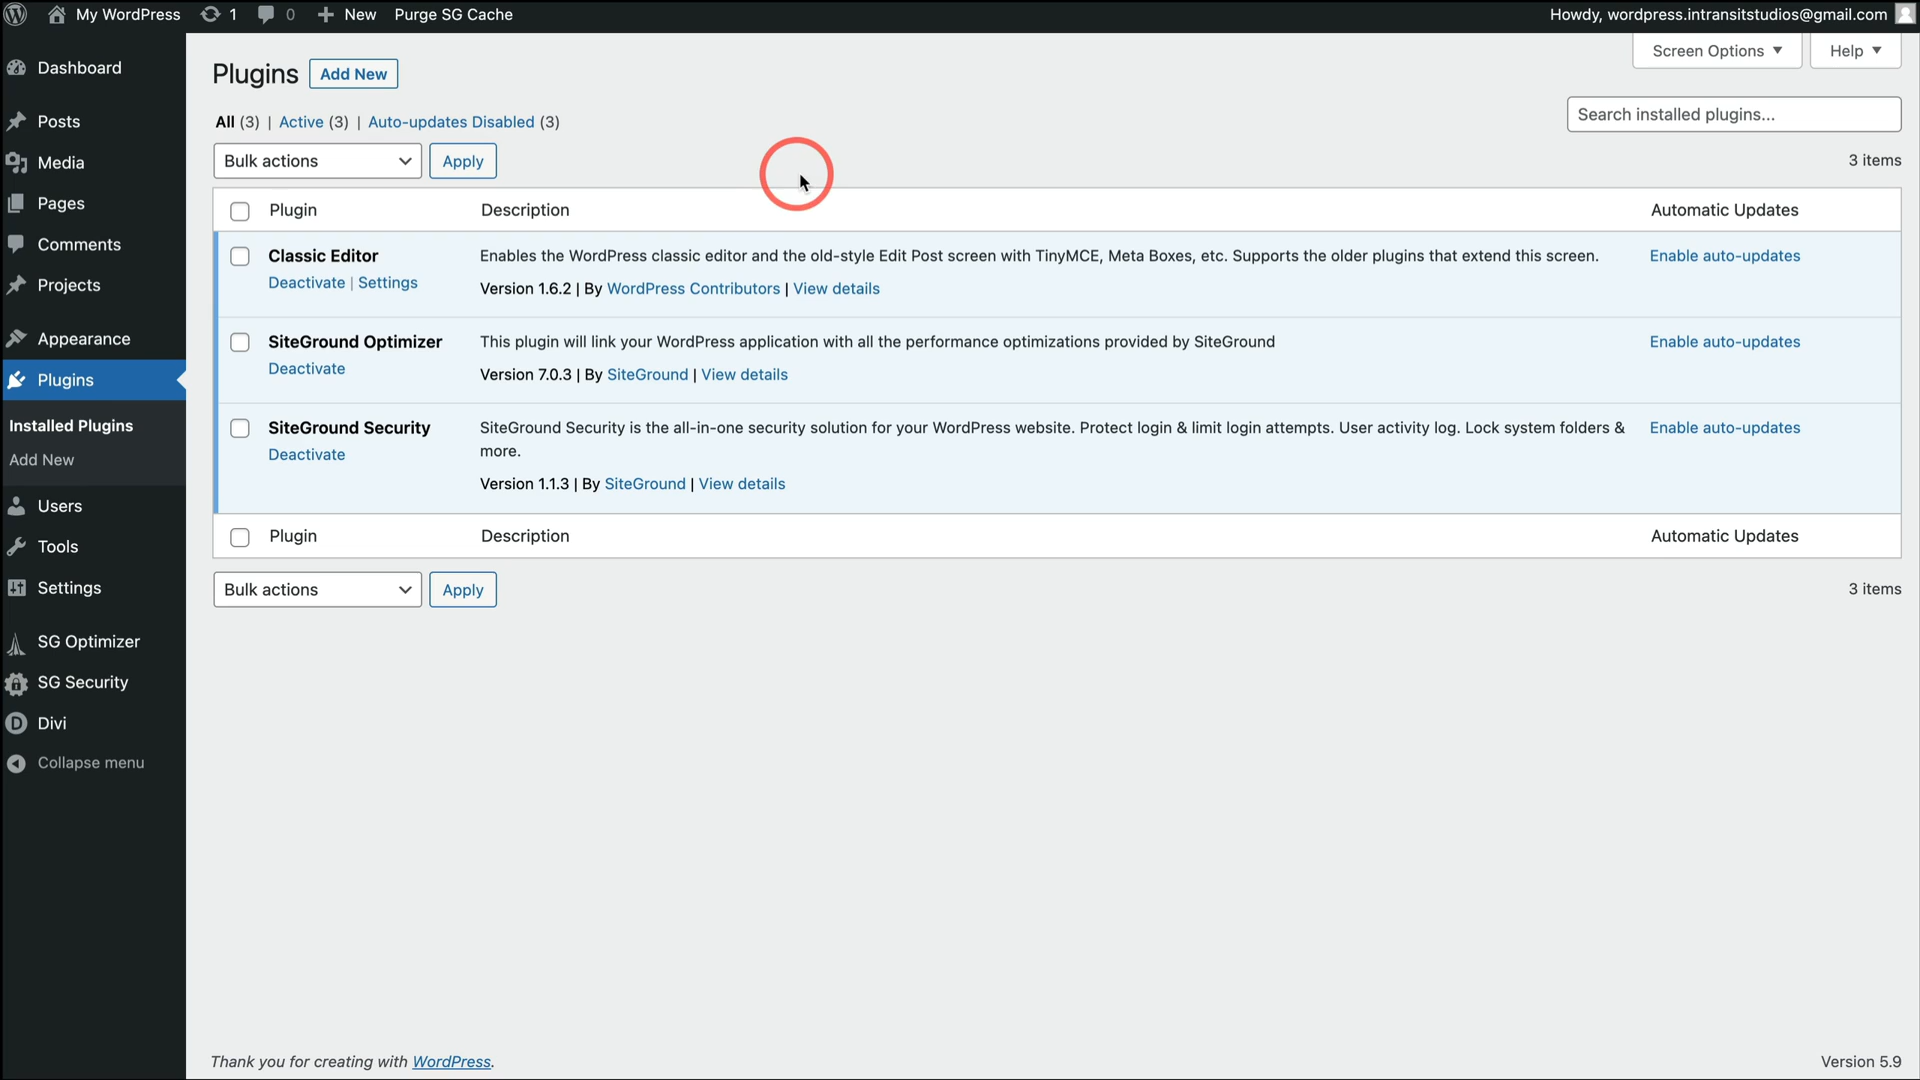 My WordPress 1 0 New Purge SG Cache Howdy, wordpress.intransitstudios@gmail.com
Screen Options Help
Dashboard
Posts
Media
Pages
Comments
Projects
Appearance
Plugins
Installed Plugins
Add New
Users
Tools
Settings
SG Optimizer
SG Security
D Divi
Collapse menu
Plugins Add New
All (3) | Active (3) | Auto-updates Disabled (3)
Search installed plugins...
Bulk actions Apply
3 items
Plugin Description Automatic Updates
Classic Editor
Deactivate | Settings
Enables the WordPress classic editor and the old-style Edit Post screen with TinyMCE, Meta Boxes, etc. Supports the older plugins that extend this screen.
Version 1.6.2 | By WordPress Contributors | View details
Enable auto-updates
SiteGround Optimizer
Deactivate
This plugin will link your WordPress application with all the performance optimizations provided by SiteGround
Version 7.0.3 | By SiteGround | View details
Enable auto-updates
SiteGround Security
Deactivate
SiteGround Security is the all-in-one security solution for your WordPress website. Protect login & limit login attempts. User activity log. Lock system folders &
more.
Version 1.1.3 | By SiteGround | View details
Enable auto-updates
Plugin Description Automatic Updates
Bulk actions Apply
3 items
Thank you for creating with WordPress.
Version 5.9